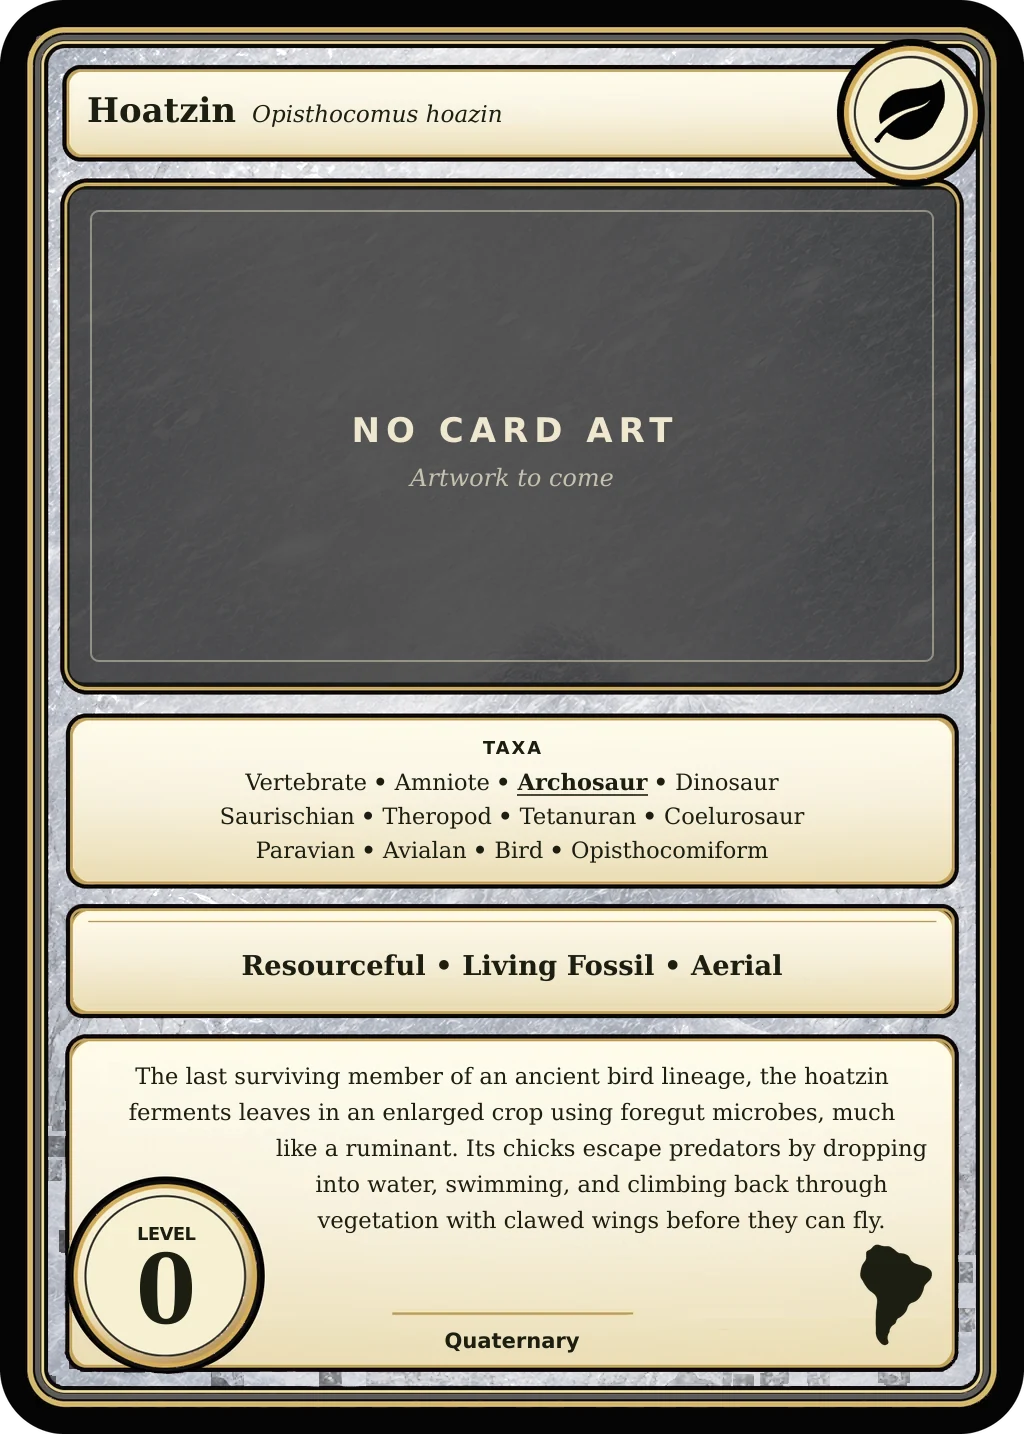 Hoatzin Opisthocomus hoazin
NO CARD ART
Artwork to come
TAXA
Vertebrate • Amniote • Archosaur • Dinosaur
Saurischian • Theropod • Tetanuran • Coelurosaur
Paravian • Avialan • Bird • Opisthocomiform
Resourceful • Living Fossil • Aerial
The last surviving member of an ancient bird lineage, the hoatzin
ferments leaves in an enlarged crop using foregut microbes, much
like a ruminant. Its chicks escape predators by dropping
into water, swimming, and climbing back through
vegetation with clawed wings before they can fly.
LEVEL
0
Quaternary